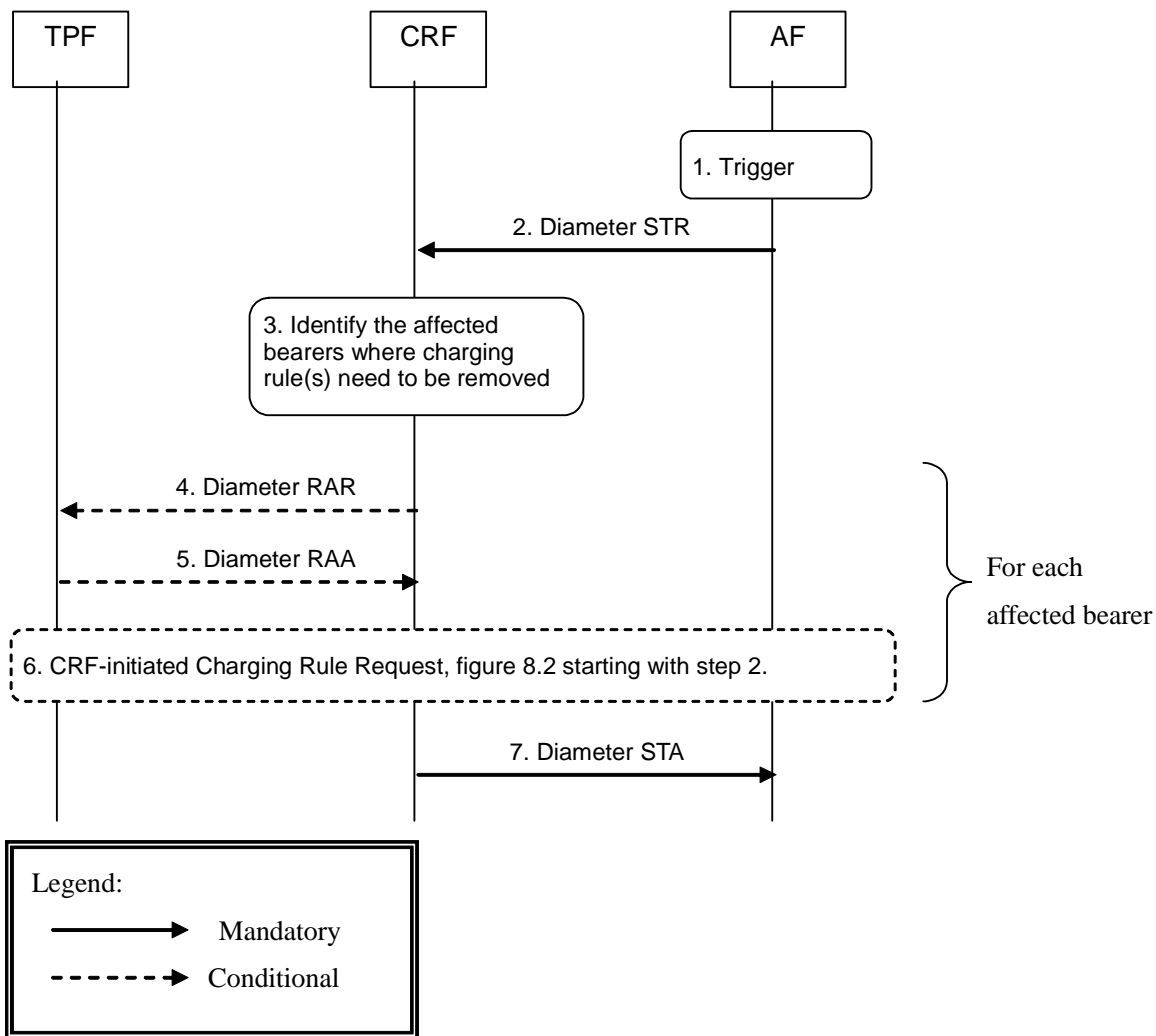 TPF
CRF
AF
1. Trigger
2. Diameter STR
3. Identify the affected
bearers where charging
rule(s) need to be removed
4. Diameter RAR
5. Diameter RAA
For each
affected bearer
6. CRF-initiated Charging Rule Request, figure 8.2 starting with step 2.
7. Diameter STA
Legend:
Mandatory
Conditional